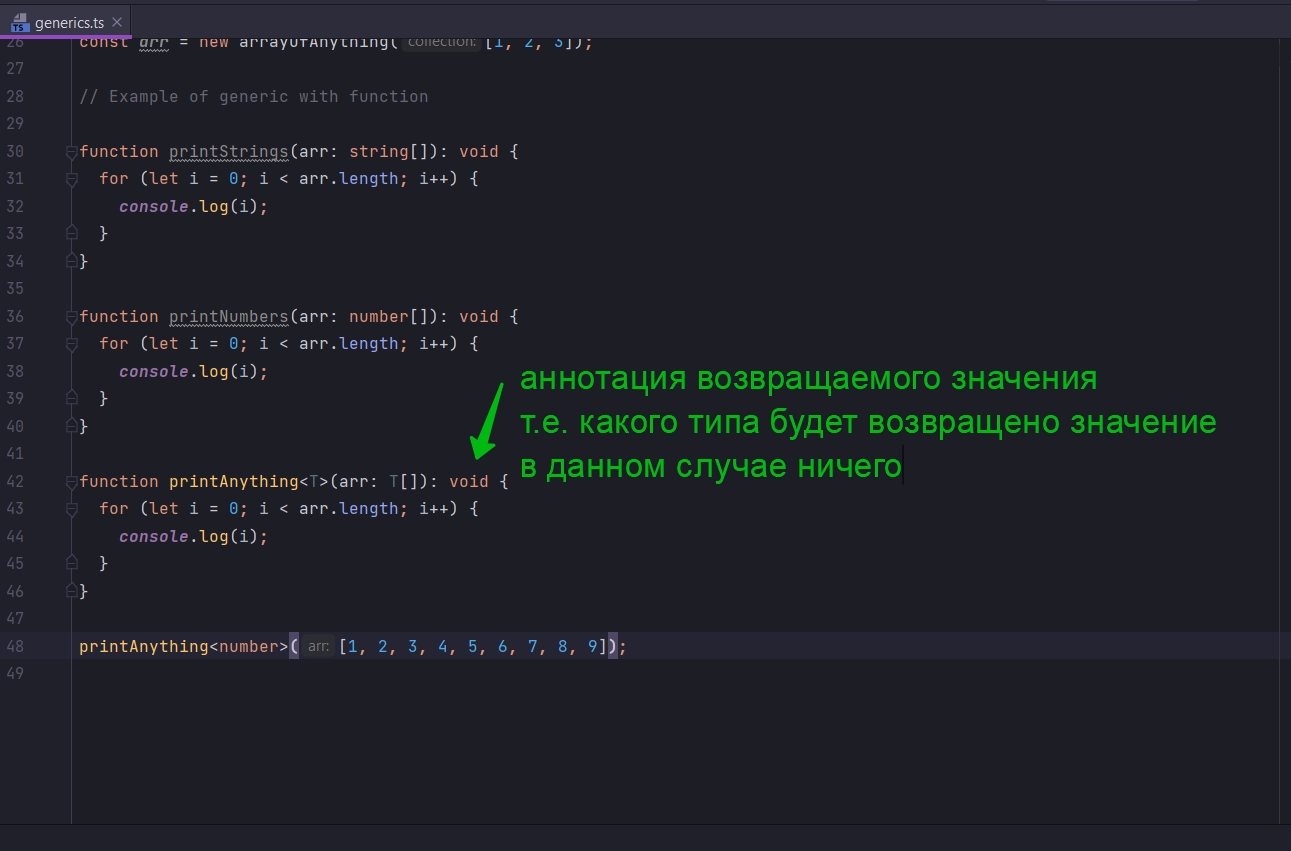 TS generics.ts
26 const arr = new arrayOfAnything( collection: [1, 2, 3]);
27
28 // Example of generic with function
29
30 function printStrings(arr: string[]): void {
31 for (let i = 0; i < arr.length; i++) {
32 console.log(i);
33 }
34 }
35
36 function printNumbers(arr: number[]): void {
37 for (let i = 0; i < arr.length; i++) {
38 console.log(i);
39 }
40 }
41
42 function printAnything<T>(arr: T[]): void {
43 for (let i = 0; i < arr.length; i++) {
44 console.log(i);
45 }
46 }
47
48 printAnything<number>( arr: [1, 2, 3, 4, 5, 6, 7, 8, 9]);
49
аннотация возвращаемого значения
т.е. какого типа будет возвращено значение
в данном случае ничего